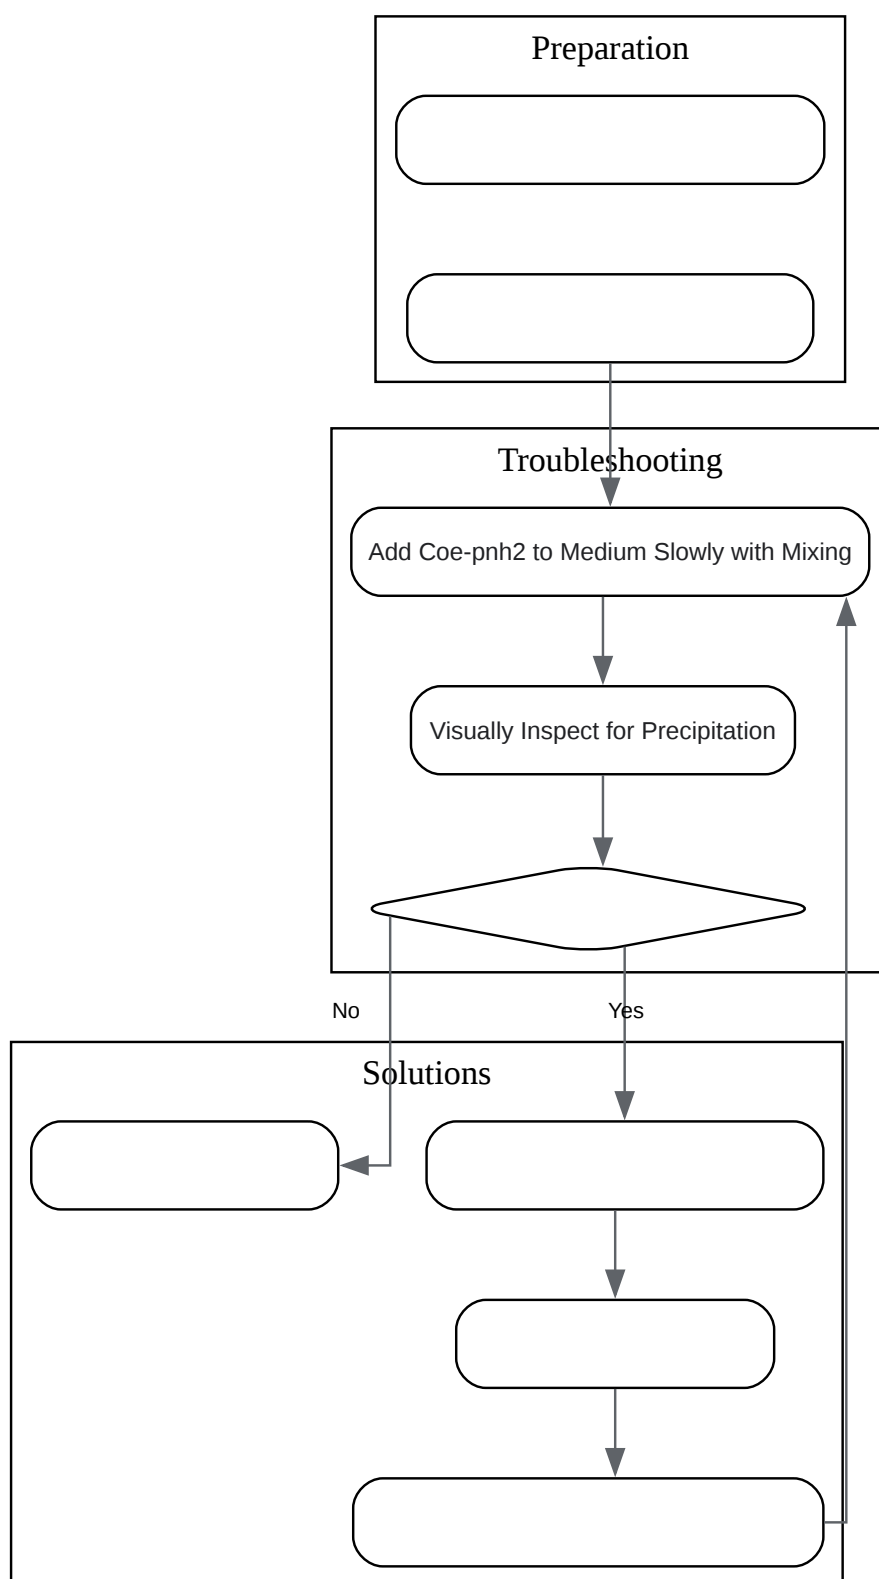 Preparation
Troubleshooting
Add Coe-pnh2 to Medium Slowly with Mixing
Visually Inspect for Precipitation
No
Yes
Solutions